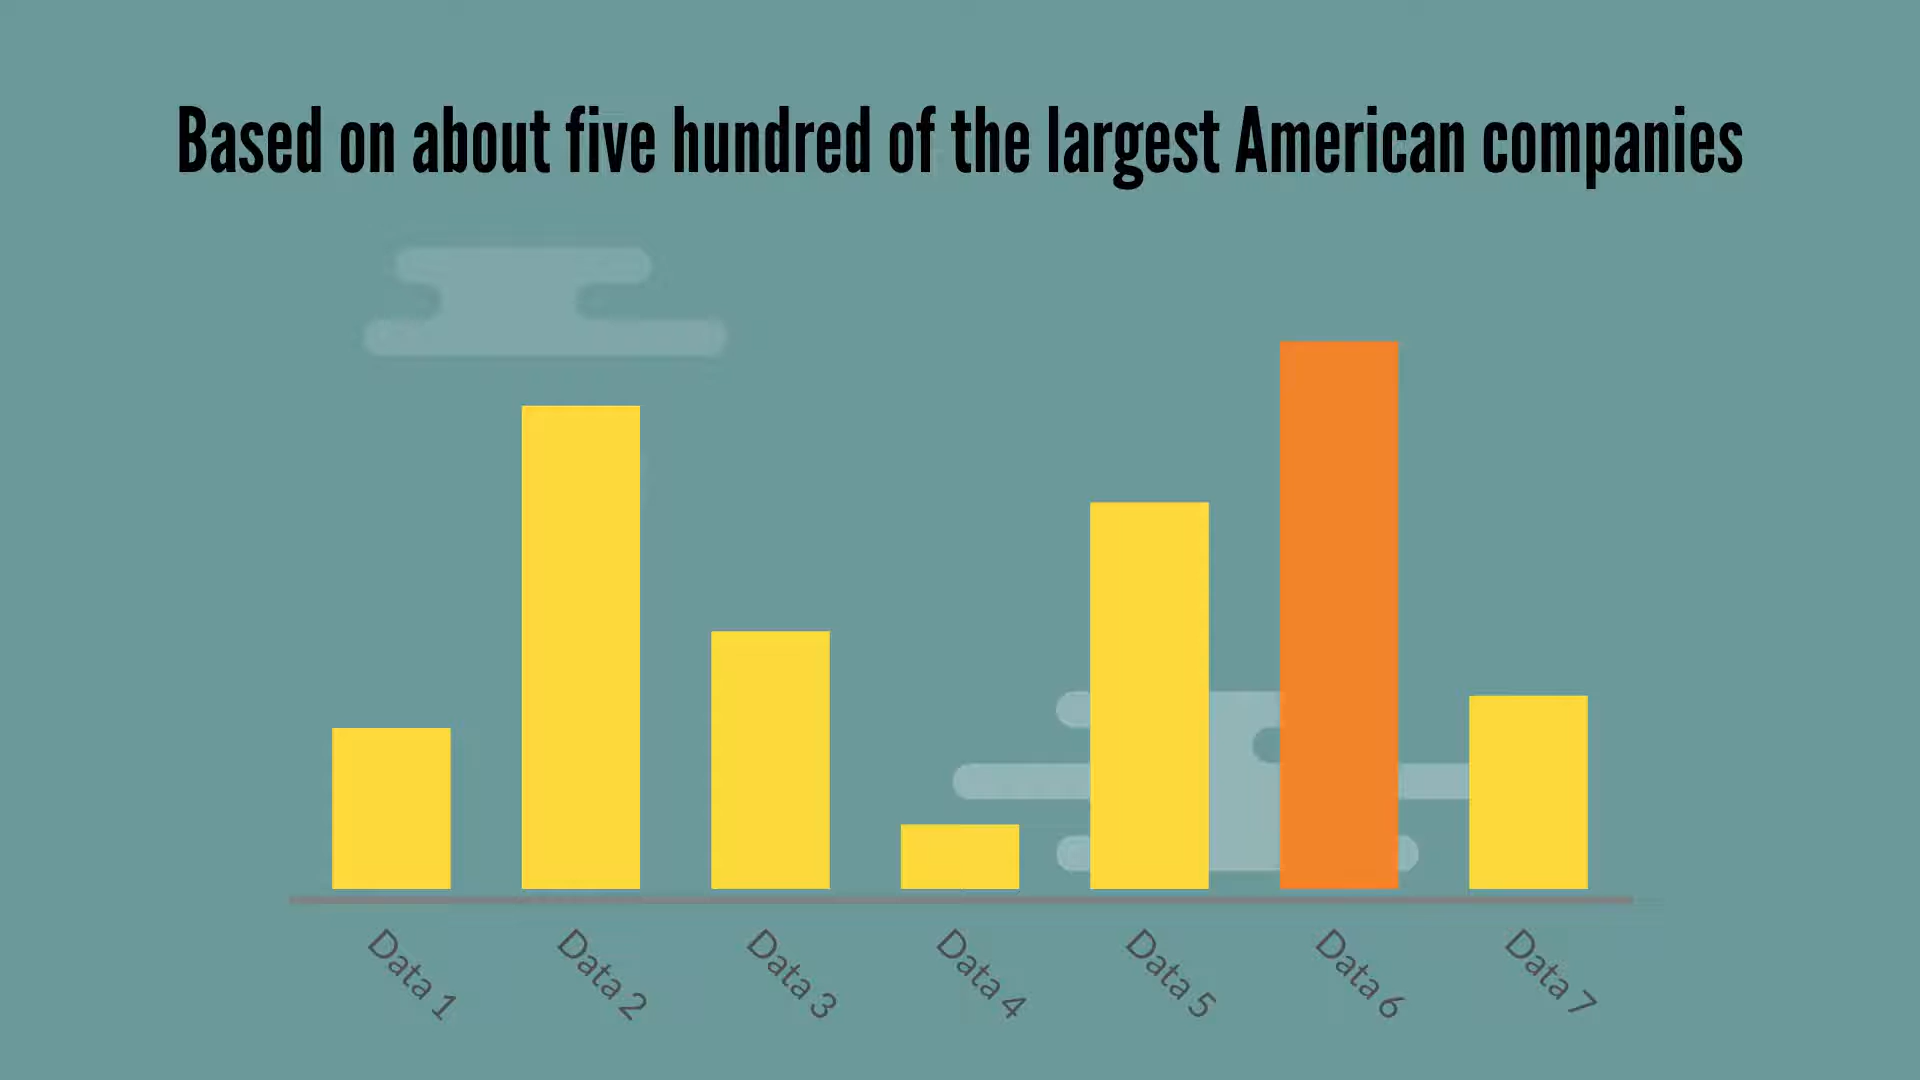 Based on about five hundred of the largest American companies
Data 1
Data 2
Data 3
Data 4
Data 5
Data 6
Data 7